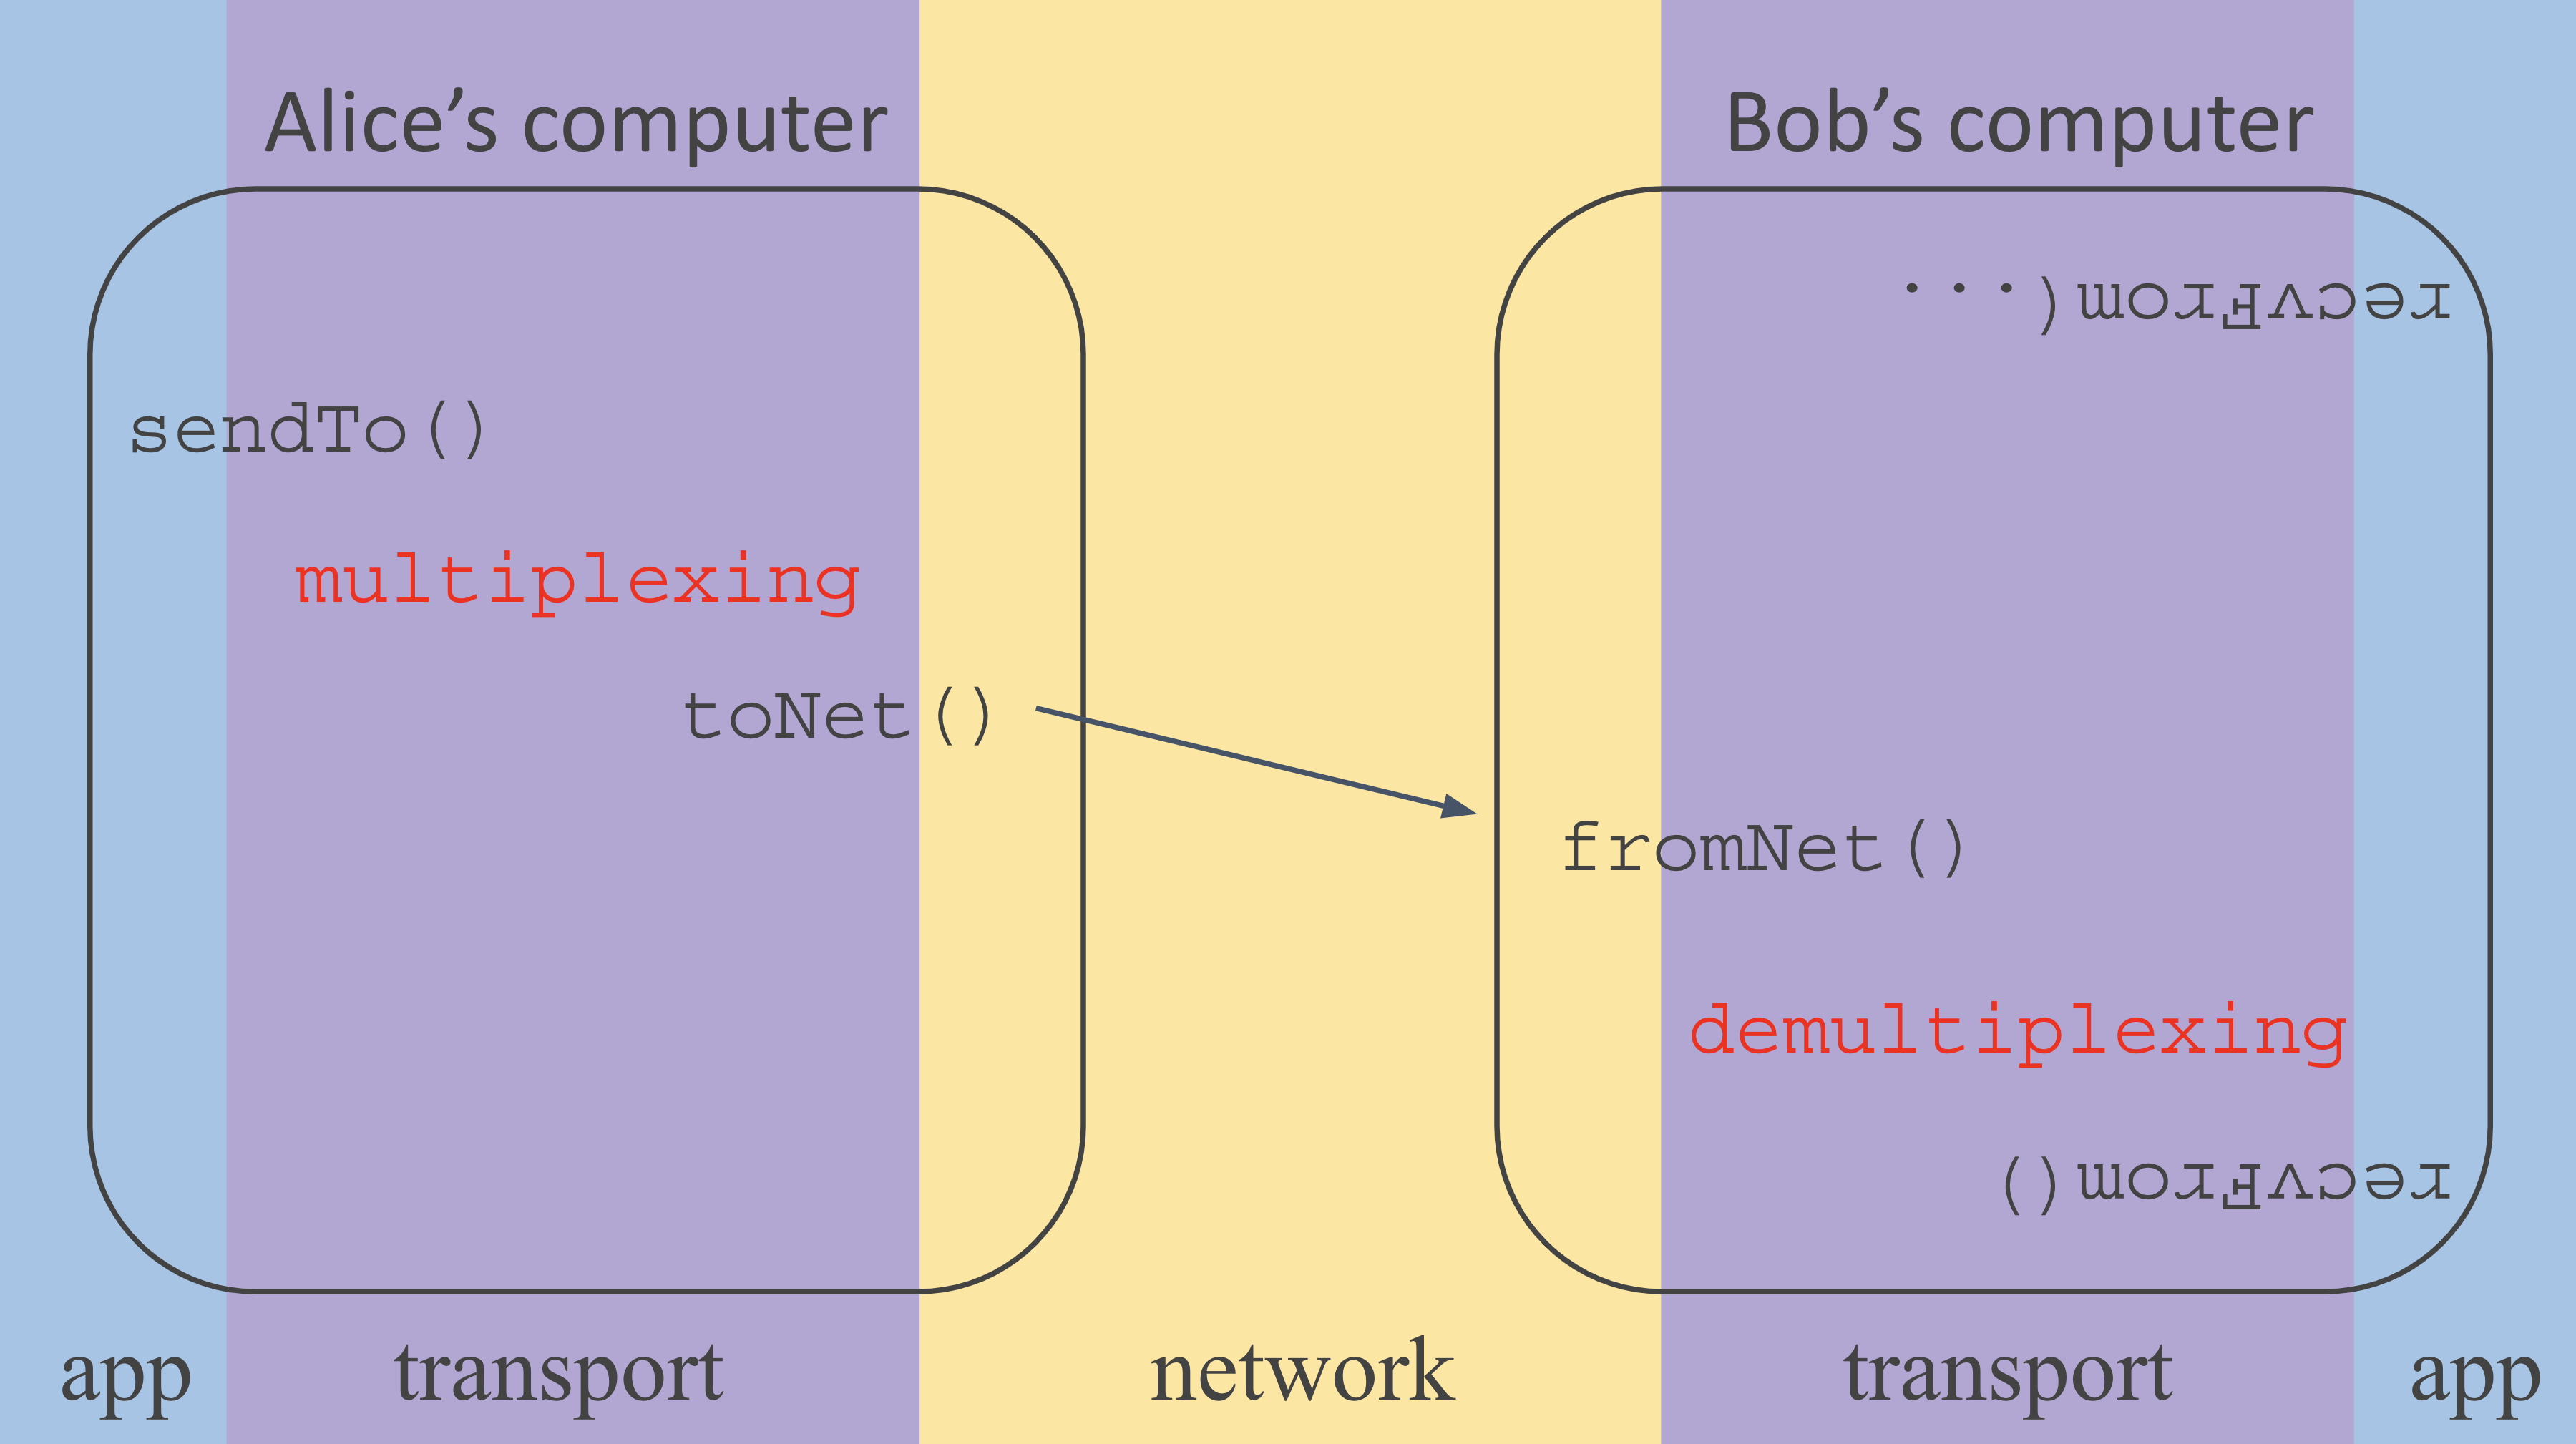 Alice's computer
Bob's computer
recvFrom(...
sendTo()
multiplexing
toNet()
fromNet()
demultiplexing
recvFrom()
app
transport
network
transport
app